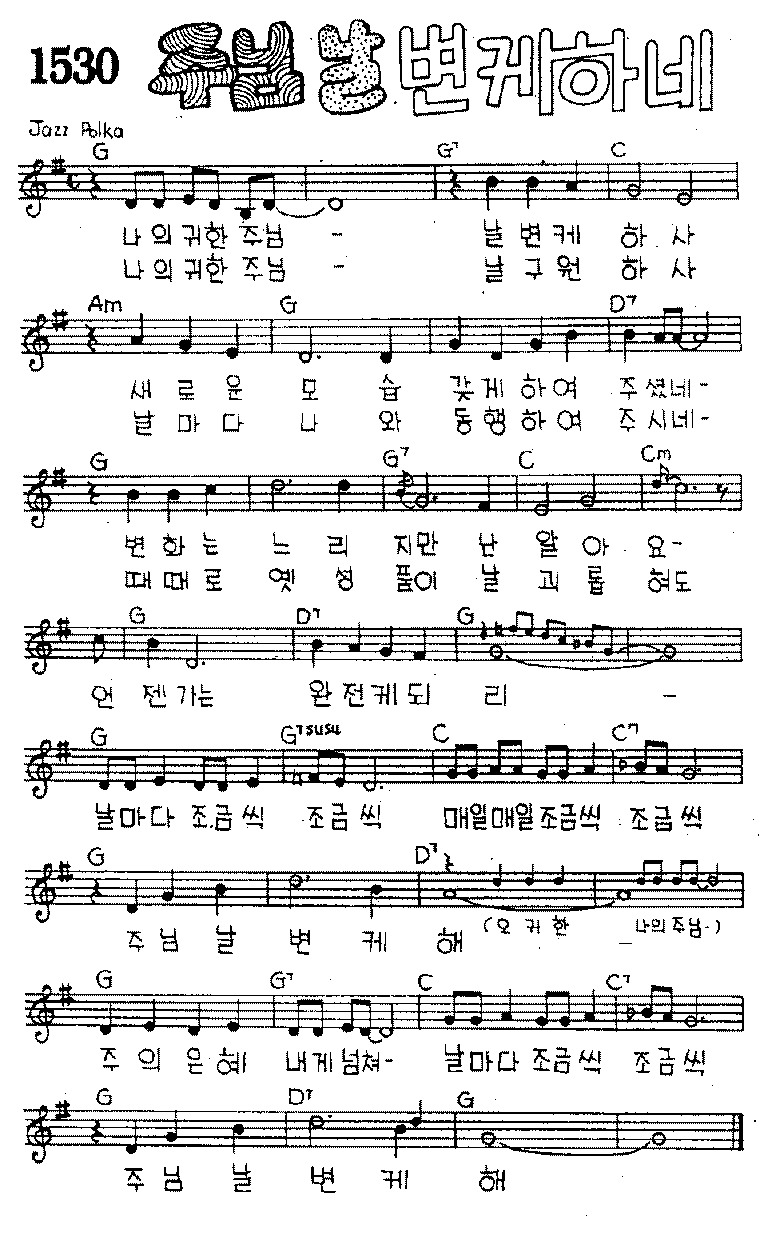 1530 주님 날 변케하네
Jazz Polka
G G7 C
나의귀한 주님 - 날 변케 하 사
나의귀한 주님 - 날 구원 하 사
Am G D7
새 로 운 모 습 갖게 하여 주셨네-
날 마 다 나 와 동행 하여 주시네-
G G7 C Cm
변 화 는 느 리 지만 난 알 아 요-
때 때 로 옛 성 품이 날 괴 롭 혀도
G D7 G
언 젠 가는 완전케되 리 -
G G7sus4 C C7
날마다 조금씩 조금씩 매일매일조금씩 조금씩
G D7
주 님 날 변 케 해 (오 귀 한 나의 주님-)
G G7 C C7
주 의 은 혜 내게넘쳐- 날마다 조금씩 조금씩
G D7 G
주 님 날 변 케 해